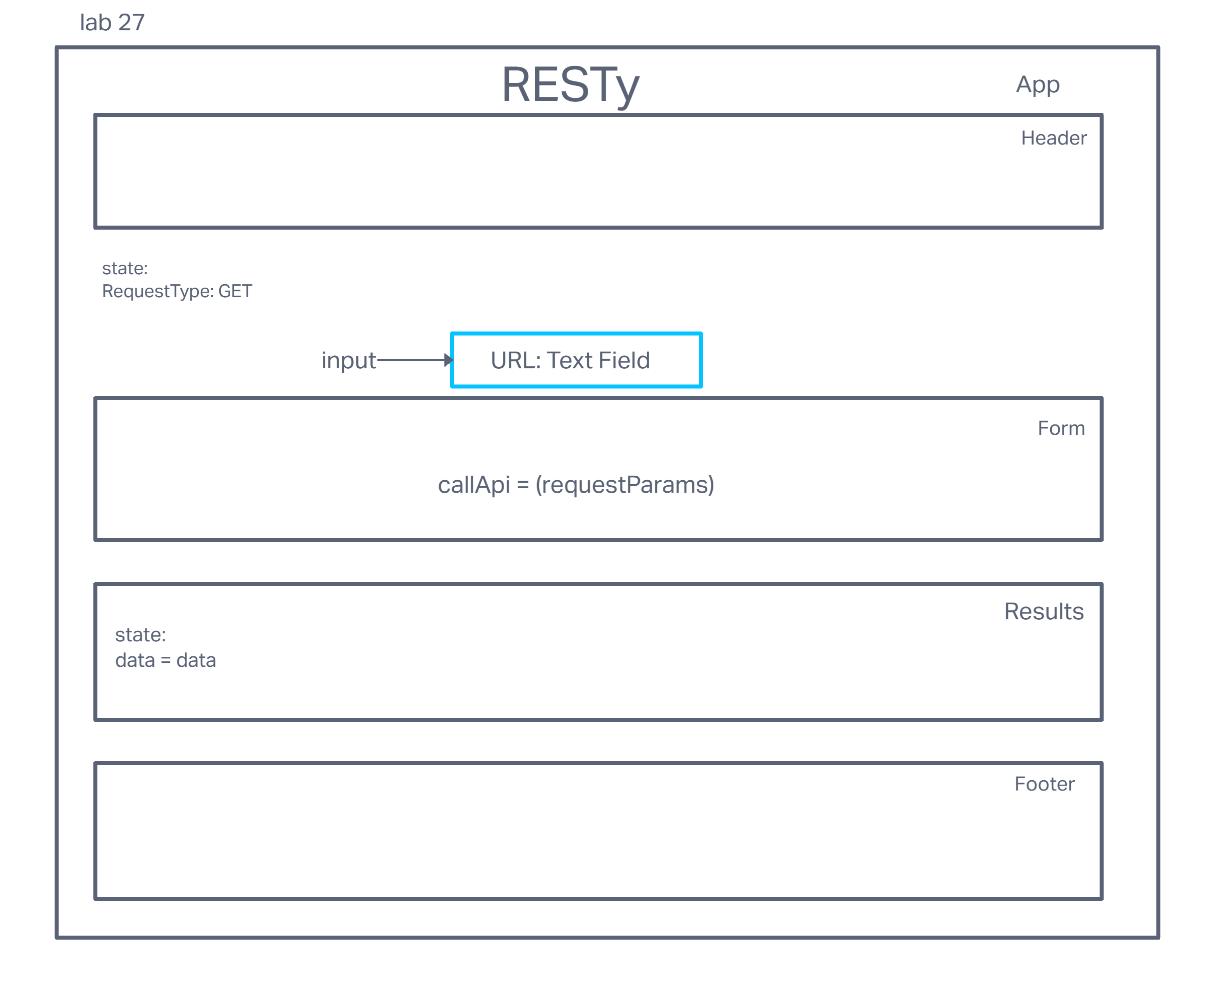 lab 27
RESTy
App
Header
state:
RequestType: GET
input
URL: Text Field
Form
callApi = (requestParams)
Results
state:
data = data
Footer